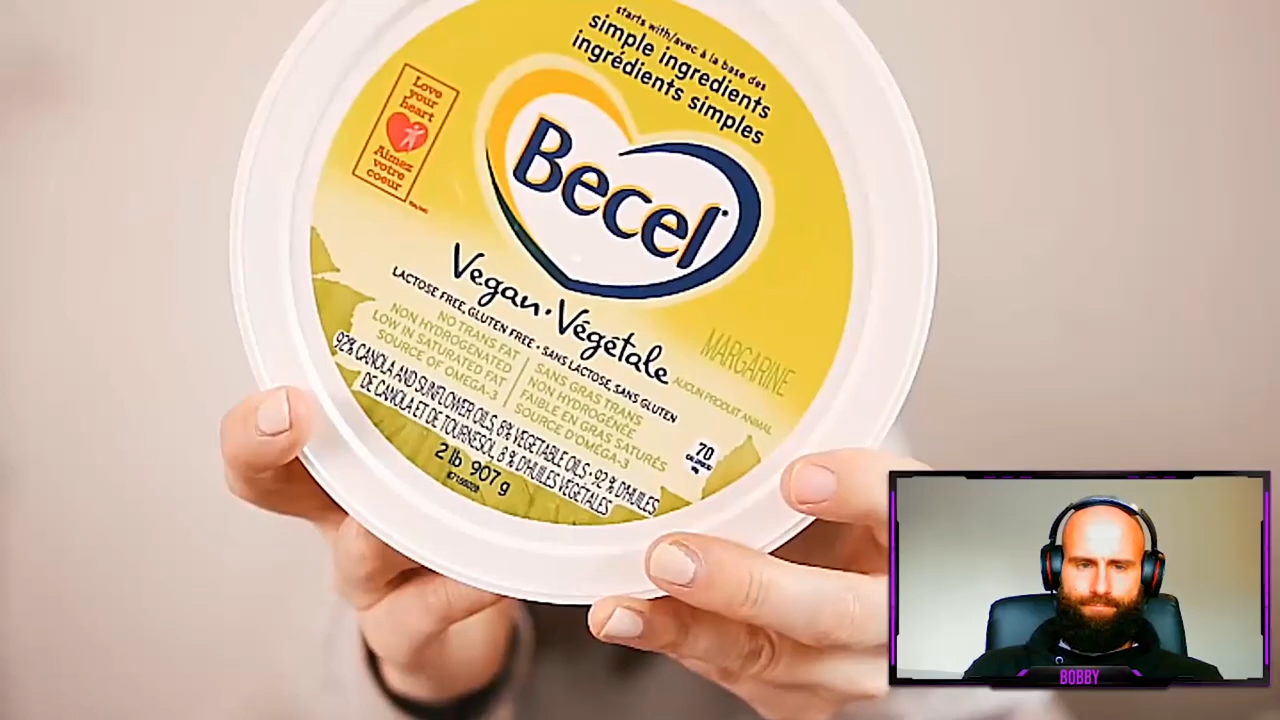 starts with/avec à la base des
simple ingredients
ingrédients simples
Love
your
heart
Aimez
votre
coeur
Becel
Vegan·Végétale
LACTOSE FREE, GLUTEN FREE • SANS LACTOSE, SANS GLUTEN
MARGARINE
AUCUN PRODUIT ANIMAL
NO TRANS FAT
NON HYDROGENATED
LOW IN SATURATED FAT
SOURCE OF OMEGA-3
SANS GRAS TRANS
NON HYDROGÉNÉE
FAIBLE EN GRAS SATURÉS
SOURCE D'OMÉGA-3
92% CANOLA AND SUNFLOWER OILS, 8% VEGETABLE OILS • 92 % D'HUILES
DE CANOLA ET DE TOURNESOL 8 % D'HUILES VÉGÉTALES
2 lb 907 g
70
BOBBY